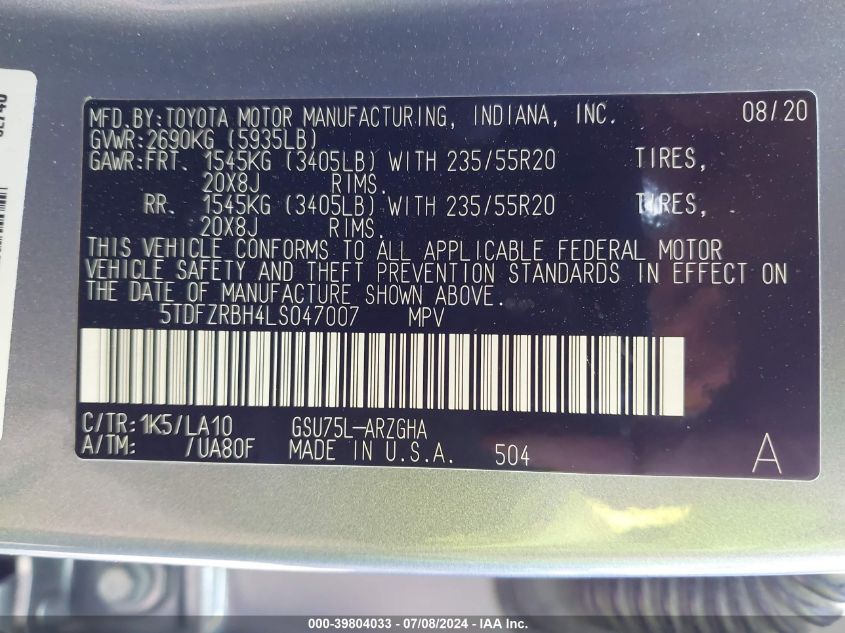 MFD.BY:TOYOTA MOTOR MANUFACTURING, INDIANA, INC. 08/20
GVWR:2690KG (5935LB)
GAWR:FRT. 1545KG (3405LB) WITH 235/55R20 TIRES,
20X8J RIMS.
RR. 1545KG (3405LB) WITH 235/55R20 TIRES,
20X8J RIMS.
THIS VEHICLE CONFORMS TO ALL APPLICABLE FEDERAL MOTOR
VEHICLE SAFETY AND THEFT PREVENTION STANDARDS IN EFFECT ON
THE DATE OF MANUFACTURE SHOWN ABOVE.
5TDFZRBH4LS047007 MPV
C/TR:1K5/LA10 GSU75L-ARZGHA
A/TM: /UA80F MADE IN U.S.A. 504 A
000-39804033 - 07/08/2024 - IAA Inc.